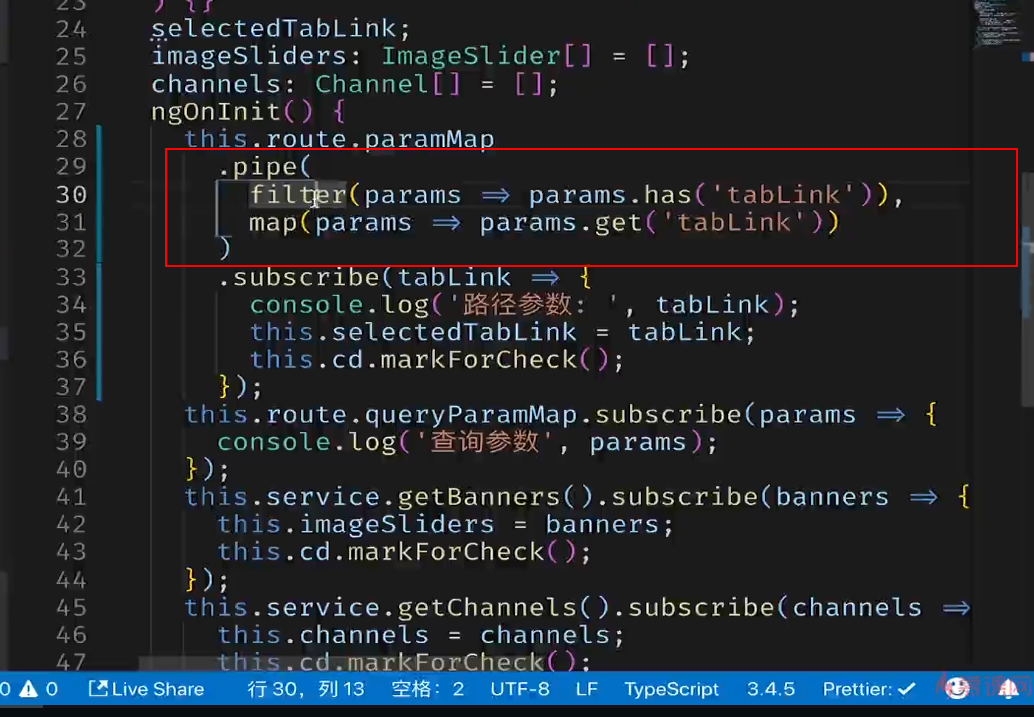 23 ) {}
24 selectedTabLink;
25 imageSliders: ImageSlider[] = [];
26 channels: Channel[] = [];
27 ngOnInit() {
28 this.route.paramMap
29 .pipe(
30 filter(params => params.has('tabLink')),
31 map(params => params.get('tabLink'))
32 )
33 .subscribe(tabLink => {
34 console.log('路径参数: ', tabLink);
35 this.selectedTabLink = tabLink;
36 this.cd.markForCheck();
37 });
38 this.route.queryParamMap.subscribe(params => {
39 console.log('查询参数', params);
40 });
41 this.service.getBanners().subscribe(banners => {
42 this.imageSliders = banners;
43 this.cd.markForCheck();
44 });
45 this.service.getChannels().subscribe(channels =>
46 this.channels = channels;
47 this.cd.markForCheck();
0 0 Live Share 行 30，列 13 空格: 2 UTF-8 LF TypeScript 3.4.5 Prettier: ✓